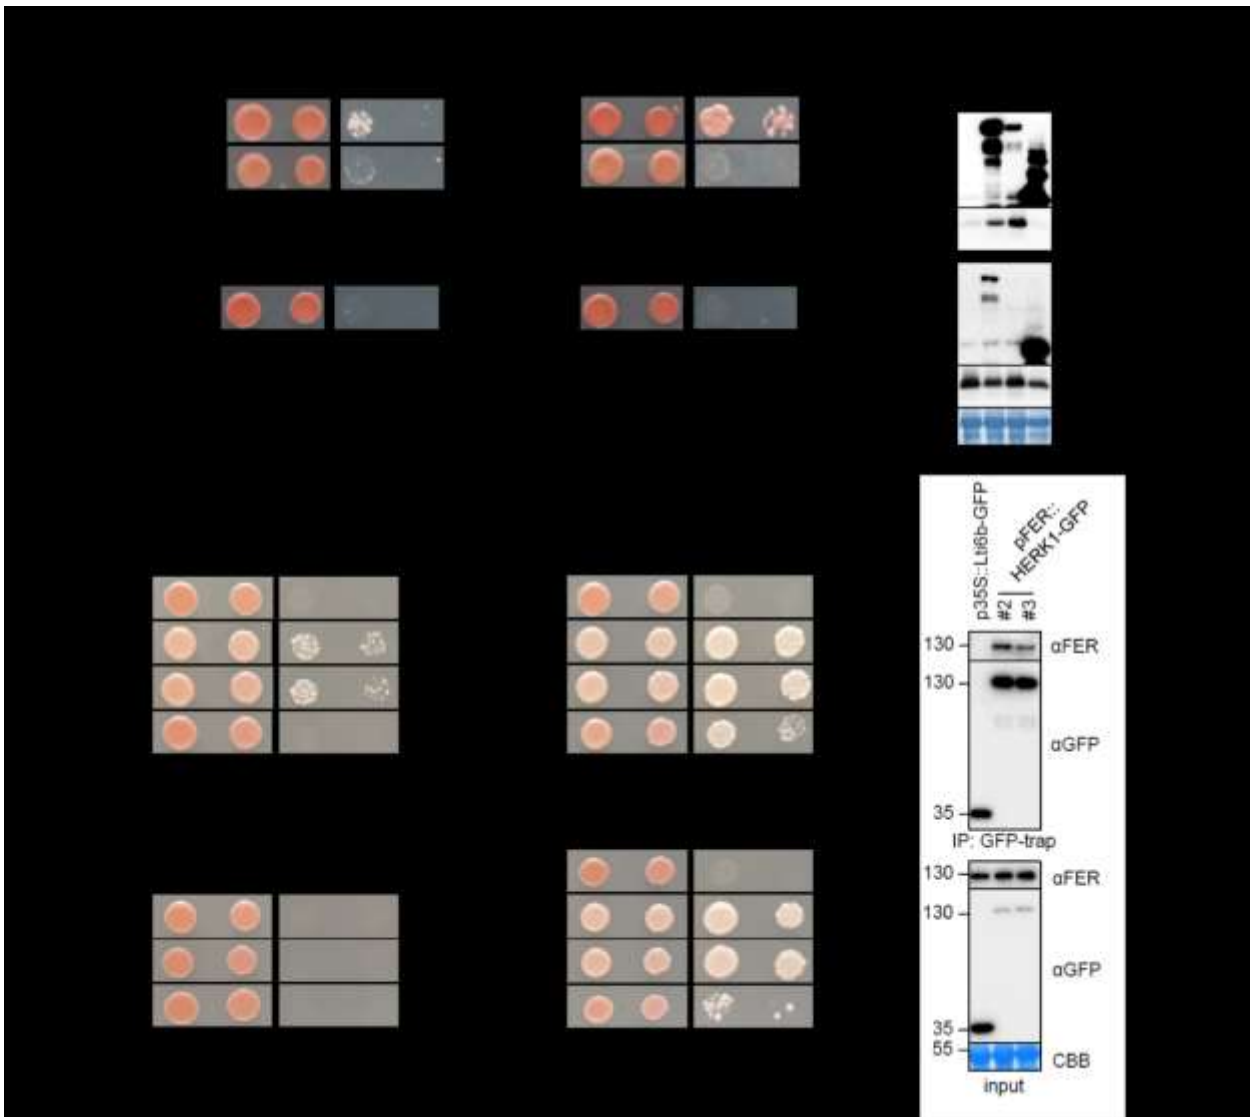 p35S::Lti6b-GFP
pFER::
HERK1-GFP
#2
#3
130
αFER
130
αGFP
35
IP: GFP-trap
130
αFER
130
αGFP
35
55
CBB
input